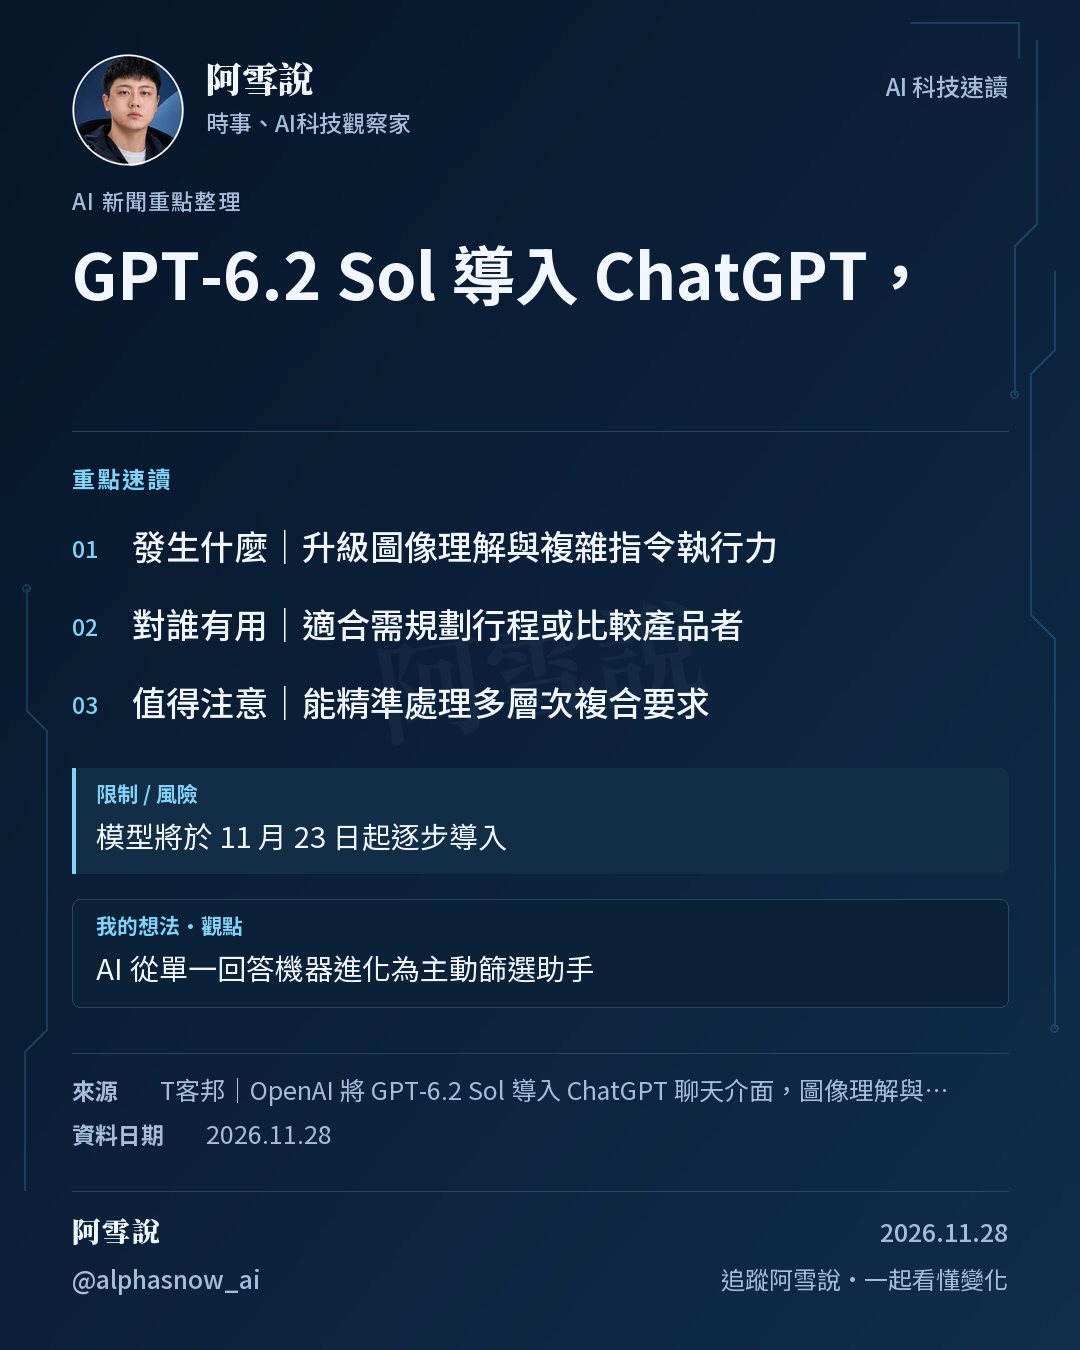 阿雪說
時事、AI科技觀察家
AI 科技速讀
AI 新聞重點整理
GPT-6.2 Sol 導入 ChatGPT，
重點速讀
01 發生什麼｜升級圖像理解與複雜指令執行力
02 對誰有用｜適合需規劃行程或比較產品者
03 值得注意｜能精準處理多層次複合要求
阿雪說
限制 / 風險
模型將於 11 月 23 日起逐步導入
我的想法・觀點
AI 從單一回答機器進化為主動篩選助手
來源 T客邦｜OpenAI 將 GPT-6.2 Sol 導入 ChatGPT 聊天介面，圖像理解與⋯
資料日期 2026.11.28
阿雪說
2026.11.28
@alphasnow_ai
追蹤阿雪說・一起看懂變化